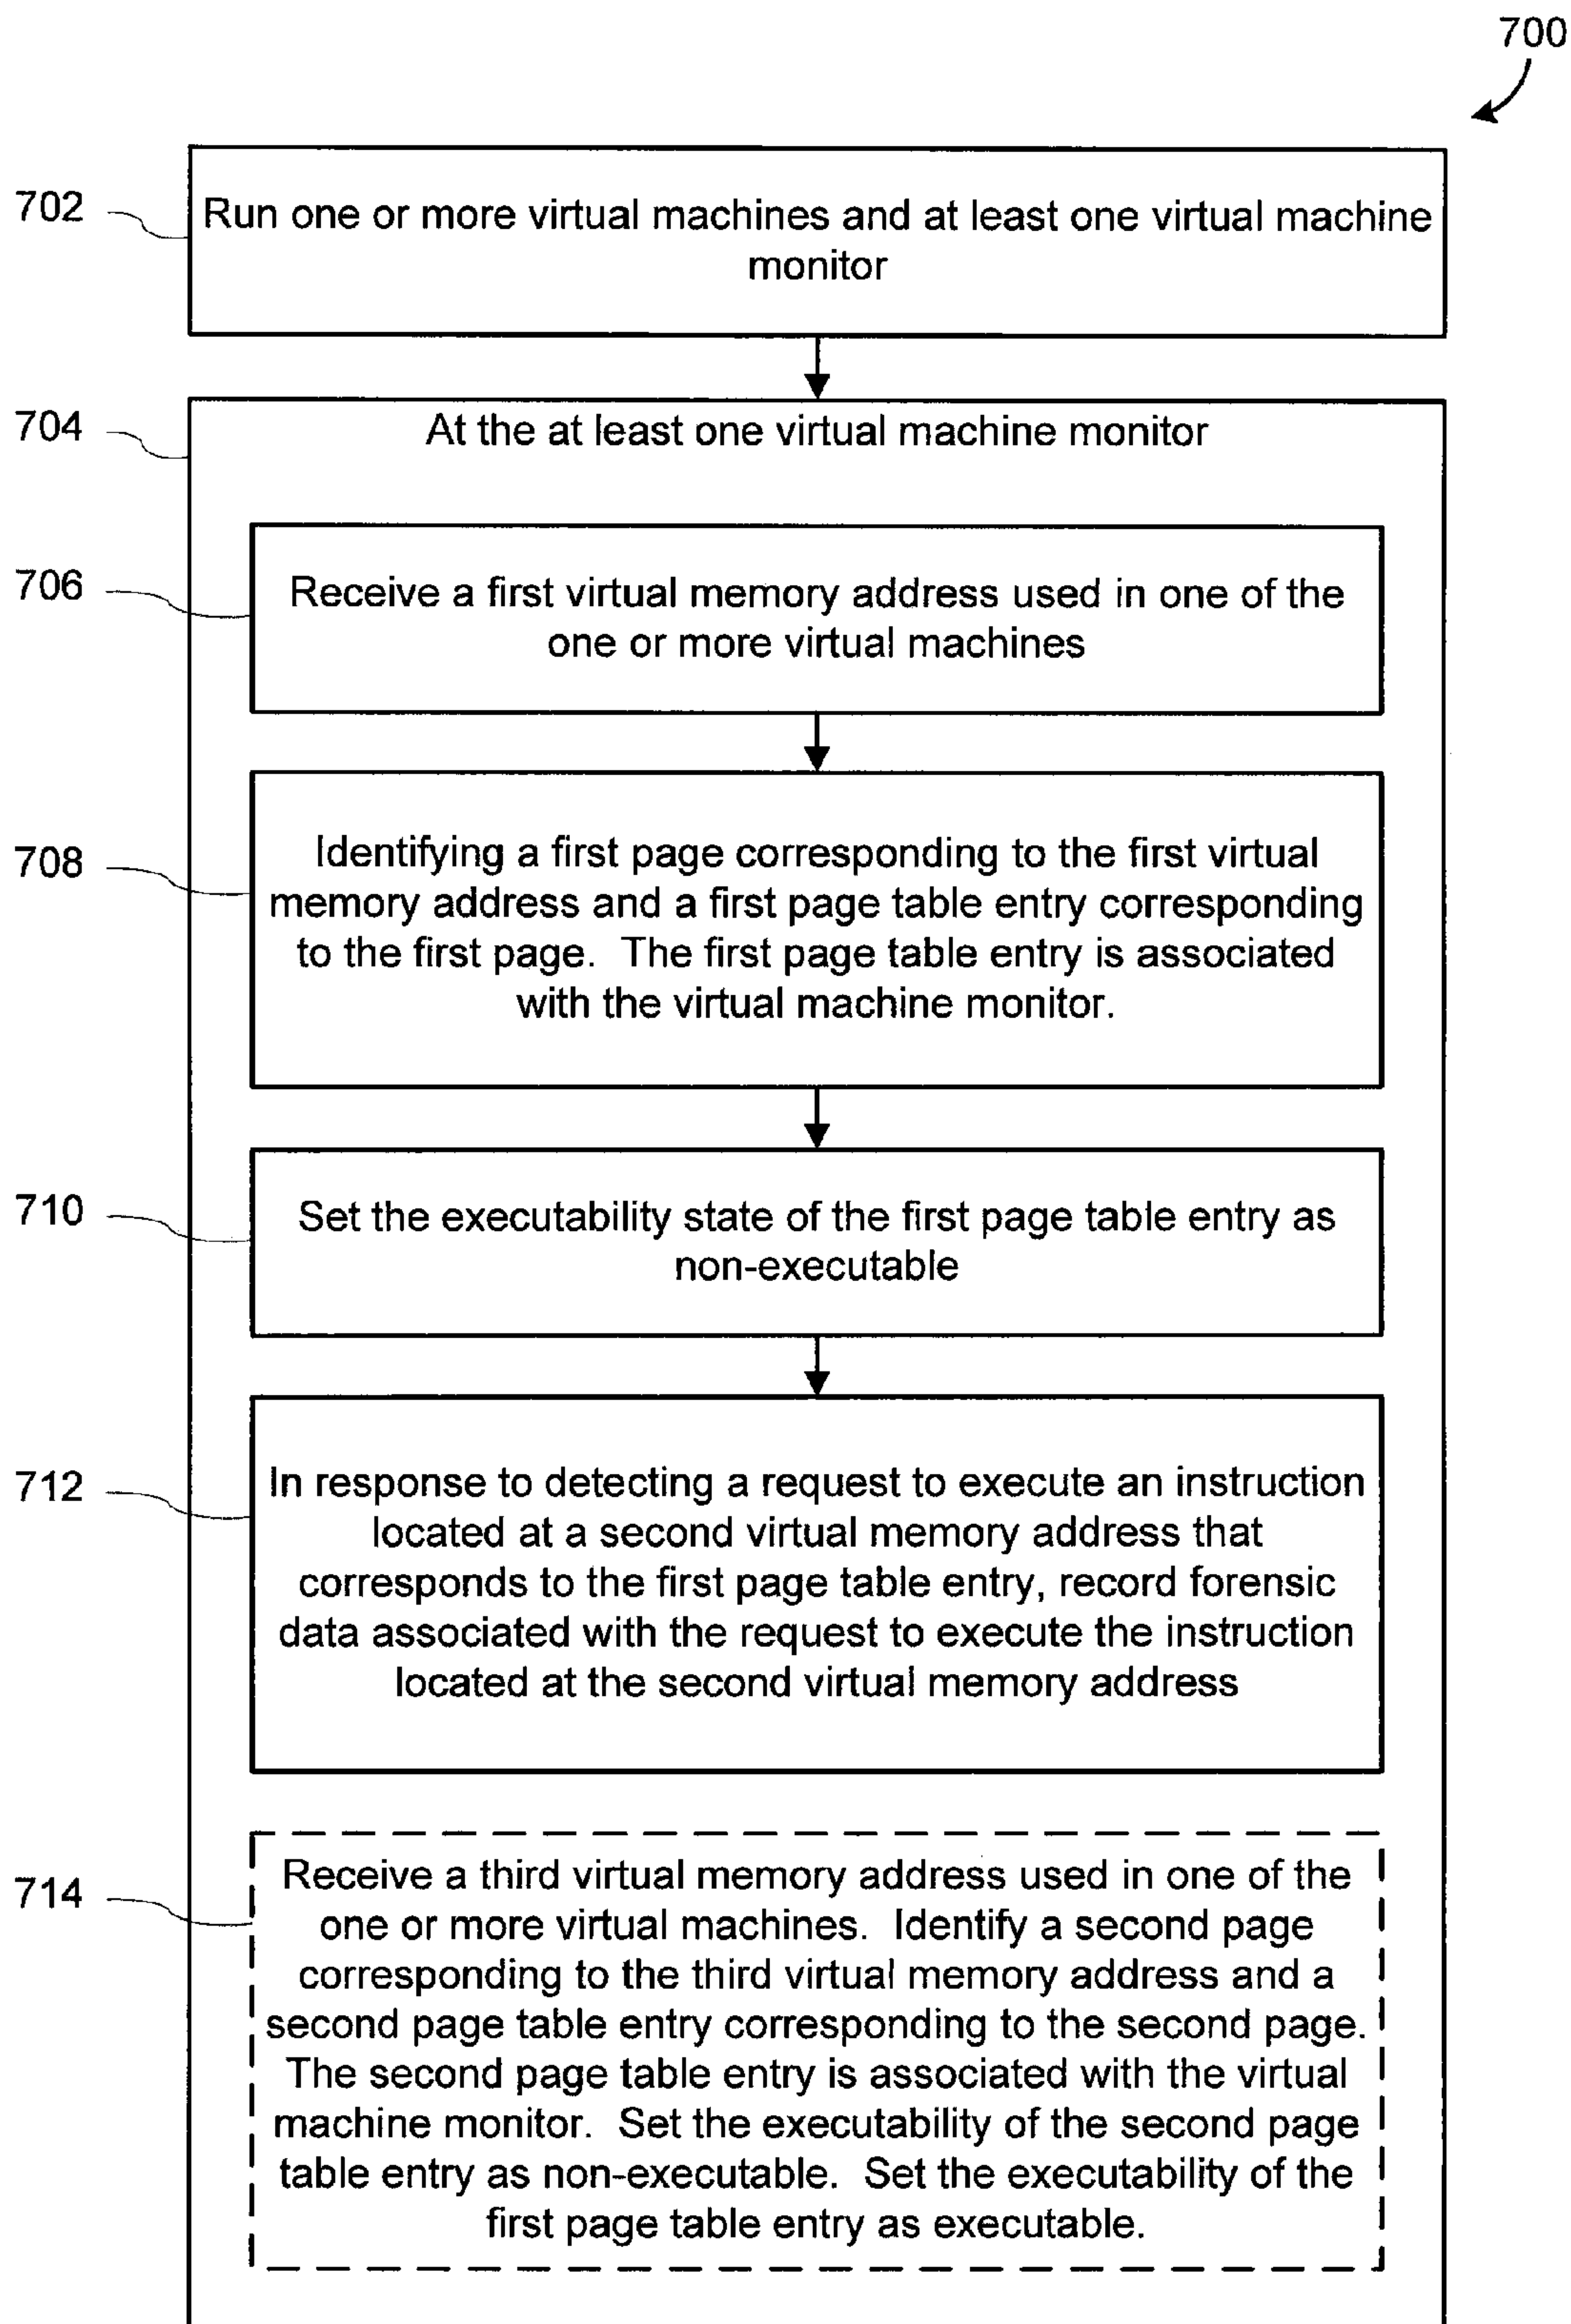 700
702
Run one or more virtual machines and at least one virtual machine
monitor
704
At the at least one virtual machine monitor
706
Receive a first virtual memory address used in one of the
one or more virtual machines
708
Identifying a first page corresponding to the first virtual
memory address and a first page table entry corresponding
to the first page.  The first page table entry is associated
with the virtual machine monitor.
710
Set the executability state of the first page table entry as
non-executable
712
In response to detecting a request to execute an instruction
located at a second virtual memory address that
corresponds to the first page table entry, record forensic
data associated with the request to execute the instruction
located at the second virtual memory address
714
Receive a third virtual memory address used in one of the
one or more virtual machines.  Identify a second page
corresponding to the third virtual memory address and a
second page table entry corresponding to the second page.
The second page table entry is associated with the virtual
machine monitor.  Set the executability of the second page
table entry as non-executable.  Set the executability of the
first page table entry as executable.